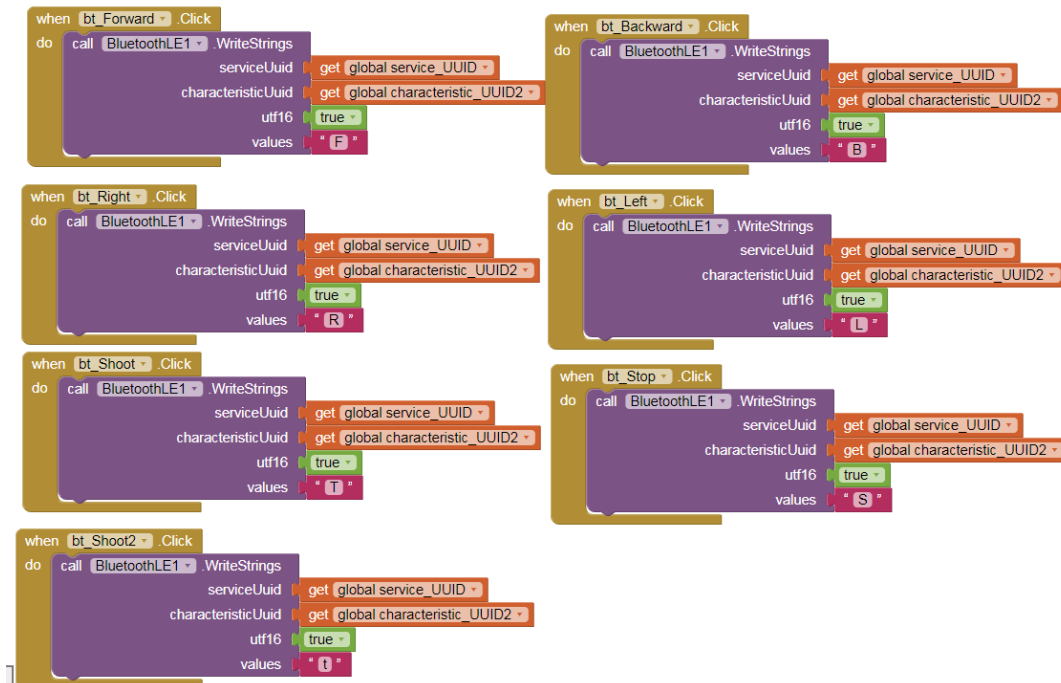 when bt_Forward .Click
do call BluetoothLE1 .WriteStrings
serviceUuid get global service_UUID
characteristicUuid get global characteristic_UUID2
utf16 true
values " F "
when bt_Backward .Click
do call BluetoothLE1 .WriteStrings
serviceUuid get global service_UUID
characteristicUuid get global characteristic_UUID2
utf16 true
values " B "
when bt_Right .Click
do call BluetoothLE1 .WriteStrings
serviceUuid get global service_UUID
characteristicUuid get global characteristic_UUID2
utf16 true
values " R "
when bt_Left .Click
do call BluetoothLE1 .WriteStrings
serviceUuid get global service_UUID
characteristicUuid get global characteristic_UUID2
utf16 true
values " L "
when bt_Shoot .Click
do call BluetoothLE1 .WriteStrings
serviceUuid get global service_UUID
characteristicUuid get global characteristic_UUID2
utf16 true
values " T "
when bt_Stop .Click
do call BluetoothLE1 .WriteStrings
serviceUuid get global service_UUID
characteristicUuid get global characteristic_UUID2
utf16 true
values " S "
when bt_Shoot2 .Click
do call BluetoothLE1 .WriteStrings
serviceUuid get global service_UUID
characteristicUuid get global characteristic_UUID2
utf16 true
values " t "